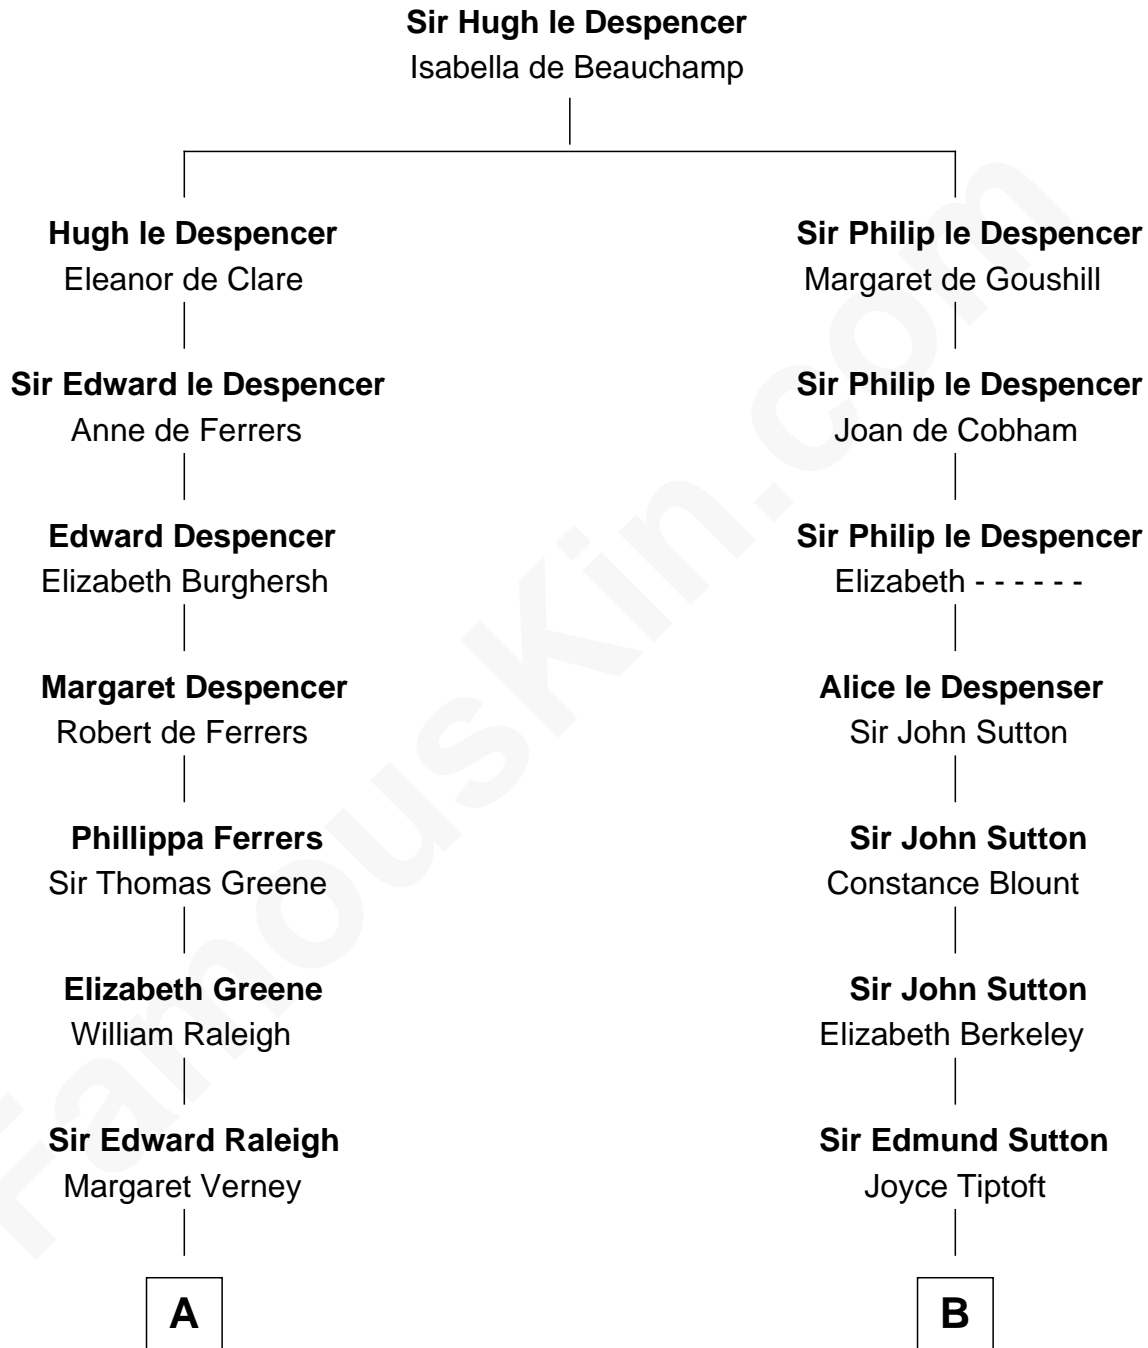 Sir Hugh le Despencer
Isabella de Beauchamp
Hugh le Despencer
Eleanor de Clare
Sir Philip le Despencer
Margaret de Goushill
Sir Edward le Despencer
Anne de Ferrers
Sir Philip le Despencer
Joan de Cobham
Edward Despencer
Elizabeth Burghersh
Sir Philip le Despencer
Elizabeth - - - - - -
Margaret Despencer
Robert de Ferrers
Alice le Despenser
Sir John Sutton
Phillippa Ferrers
Sir Thomas Greene
Sir John Sutton
Constance Blount
Elizabeth Greene
William Raleigh
Sir John Sutton
Elizabeth Berkeley
Sir Edward Raleigh
Margaret Verney
Sir Edmund Sutton
Joyce Tiptoft
A
B
FamousKin.com